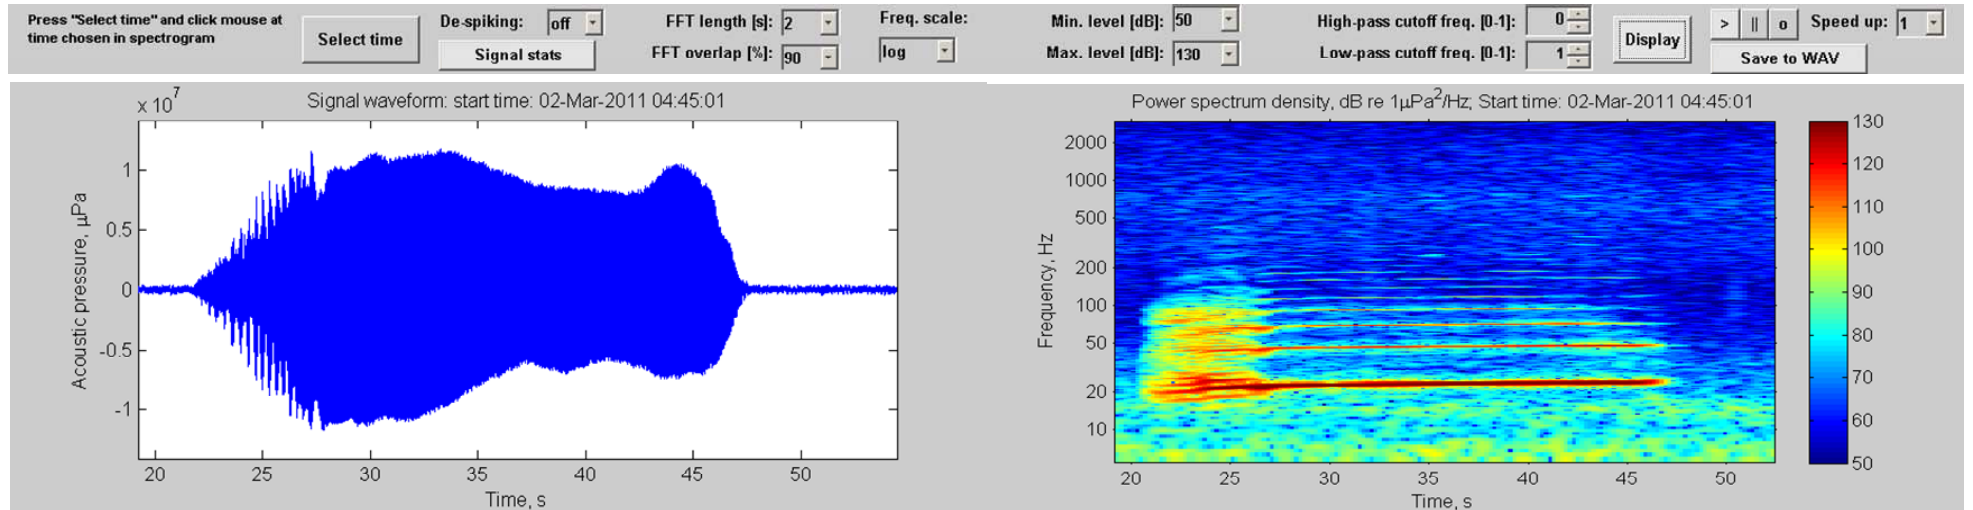 Press "Select time" and click mouse at
time chosen in spectrogram
Select time
De-spiking: off
Signal stats
FFT length [s]: 2
FFT overlap [%]: 90
Freq. scale:
log
Min. level [dB]: 50
Max. level [dB]: 130
High-pass cutoff freq. [0-1]: 0
Low-pass cutoff freq. [0-1]: 1
Display
> || o Speed up: 1
Save to WAV
x 10^7
Signal waveform: start time: 02-Mar-2011 04:45:01
Acoustic pressure, μPa
1
0.5
0
-0.5
-1
20 25 30 35 40 45 50
Time, s
Power spectrum density, dB re 1μPa^2/Hz; Start time: 02-Mar-2011 04:45:01
Frequency, Hz
2000
1000
500
200
100
50
20
10
20 25 30 35 40 45 50
Time, s
130
120
110
100
90
80
70
60
50